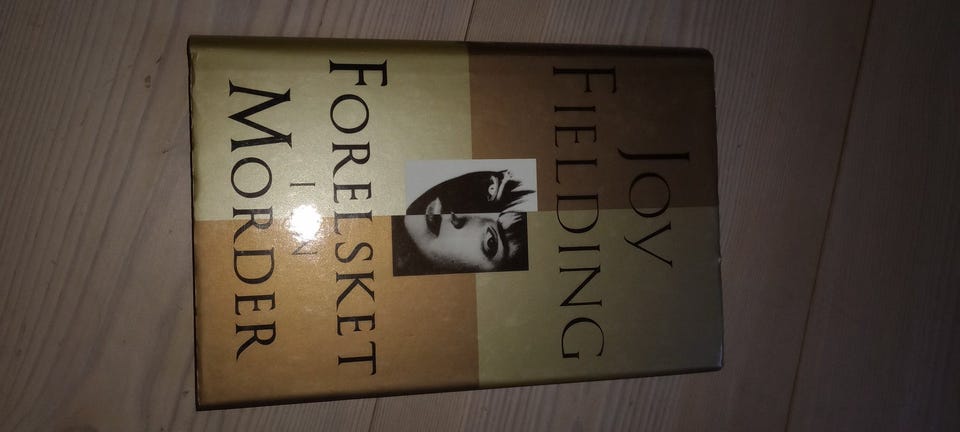 JOY
FIELDING
FORELSKET
I EN
MORDER